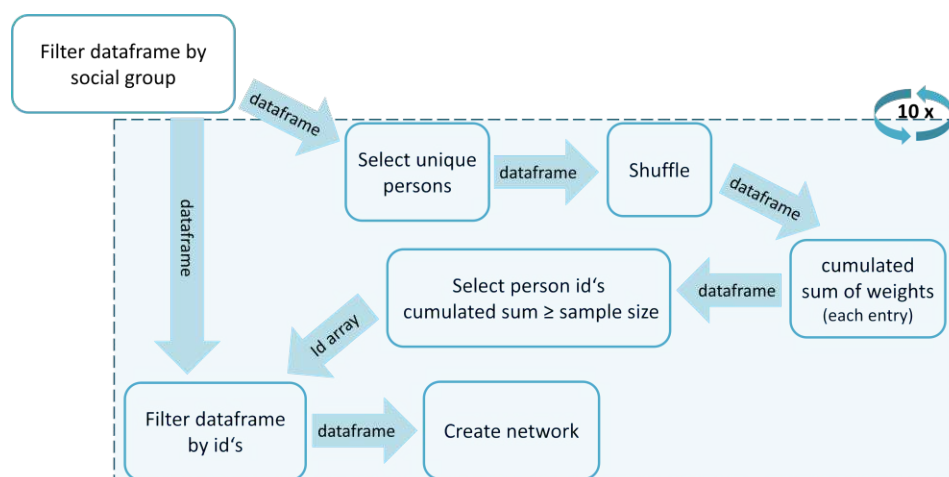 Filter dataframe by
social group
dataframe
10 x
Select unique
persons
dataframe
Shuffle
dataframe
dataframe
cumulated
sum of weights
(each entry)
dataframe
Select person id‘s
cumulated sum ≥ sample size
Id array
Filter dataframe
by id‘s
dataframe
Create network